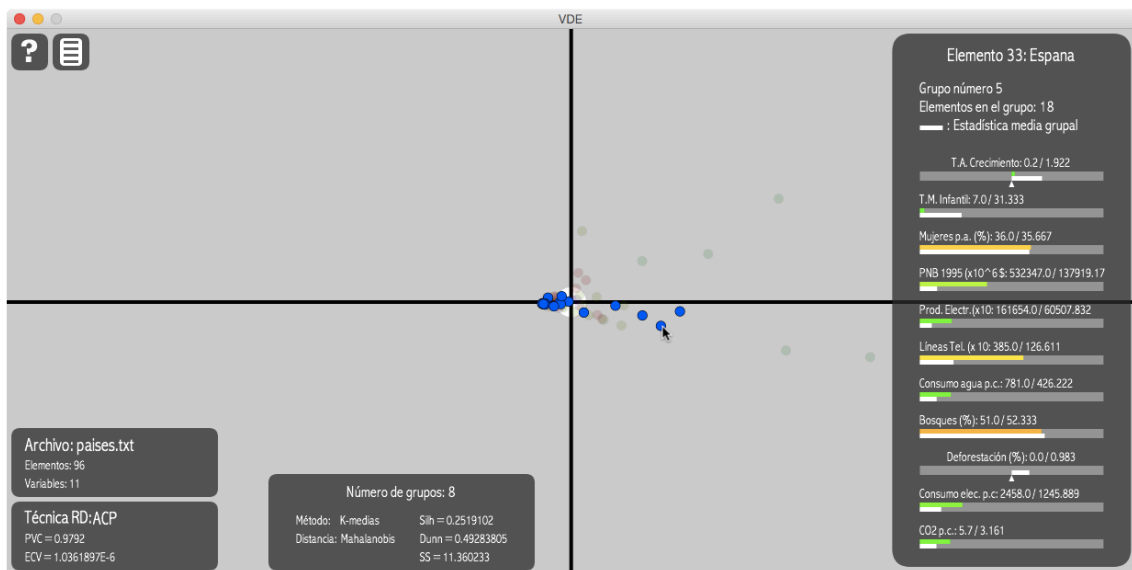 VDE
?
Elemento 33: Espana
Grupo número 5
Elementos en el grupo: 18
: Estadística media grupal
T.A. Crecimiento: 0.2 / 1.922
T.M. Infantil: 7.0 / 31.333
Mujeres p.a. (%): 36.0 / 35.667
PNB 1995 (x10^6 $: 532347.0 / 137919.17
Prod. Electr.(x10: 161654.0 / 60507.832
Líneas Tel. (x 10: 385.0 / 126.611
Consumo agua p.c.: 781.0 / 426.222
Bosques (%): 51.0 / 52.333
Deforestación (%): 0.0 / 0.983
Consumo elec. p.c: 2458.0 / 1245.889
CO2 p.c.: 5.7 / 3.161
Archivo: paises.txt
Elementos: 96
Variables: 11
Técnica RD:ACP
PVC = 0.9792
ECV = 1.0361897E-6
Número de grupos: 8
Método: K-medias Silh = 0.2519102
Distancia: Mahalanobis Dunn = 0.49283805
SS = 11.360233